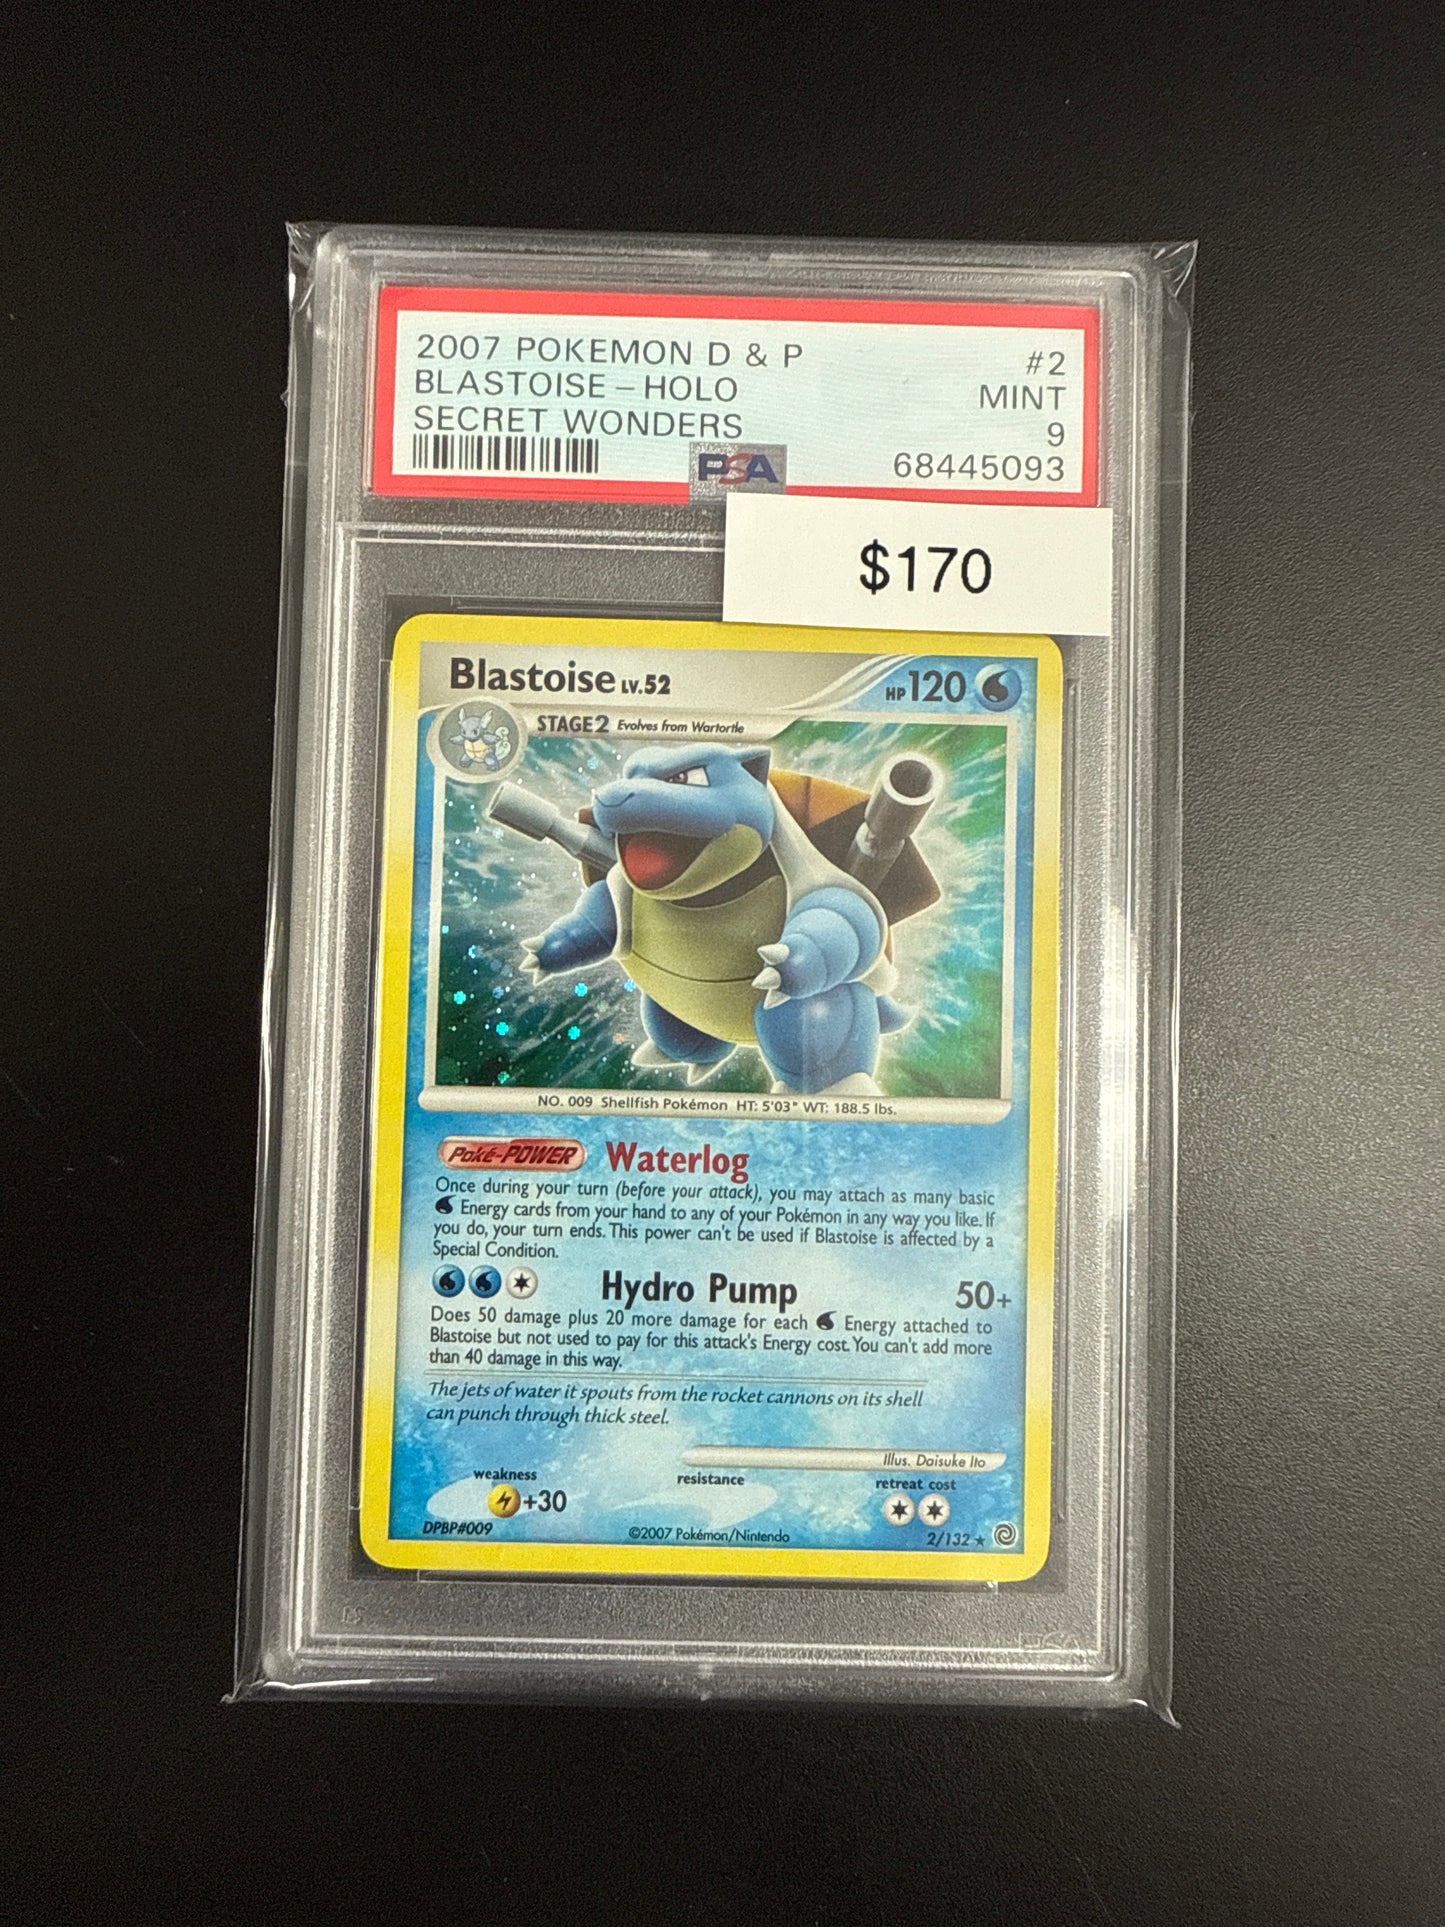 2007 POKEMON D & P #2
BLASTOISE – HOLO MINT
SECRET WONDERS 9
PSA 68445093
$170
Blastoise LV.52 HP 120
STAGE2 Evolves from Wartortle
NO. 009 Shellfish Pokémon HT: 5'03" WT: 188.5 lbs.
Poké-POWER Waterlog
Once during your turn (before your attack), you may attach as many basic
Energy cards from your hand to any of your Pokémon in any way you like. If
you do, your turn ends. This power can't be used if Blastoise is affected by a
Special Condition.
Hydro Pump 50+
Does 50 damage plus 20 more damage for each Energy attached to
Blastoise but not used to pay for this attack's Energy cost. You can't add more
than 40 damage in this way.
The jets of water it spouts from the rocket cannons on its shell
can punch through thick steel.
Illus. Daisuke Ito
weakness resistance retreat cost
+30
DPBP#009 ©2007 Pokémon/Nintendo 2/132
PSA